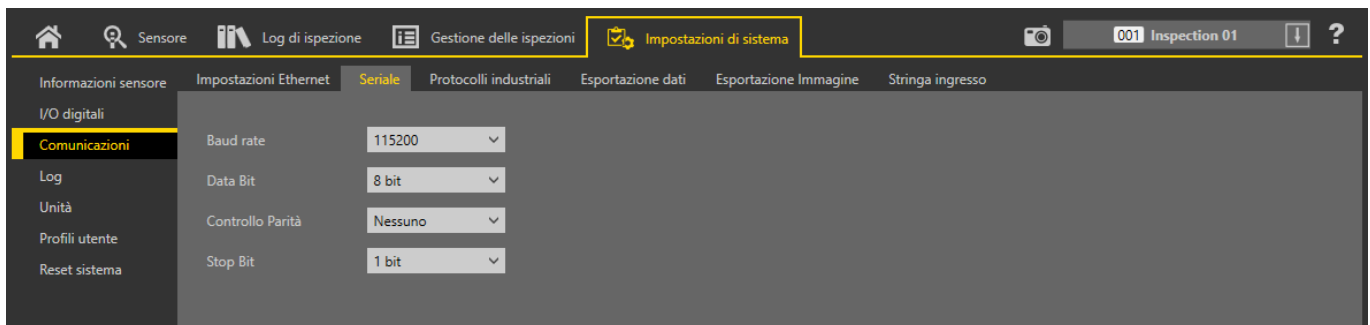 Sensore
Log di ispezione
Gestione delle ispezioni
Impostazioni di sistema
001 Inspection 01
?
Informazioni sensore
I/O digitali
Comunicazioni
Log
Unità
Profili utente
Reset sistema
Impostazioni Ethernet
Seriale
Protocolli industriali
Esportazione dati
Esportazione Immagine
Stringa ingresso
Baud rate 115200
Data Bit 8 bit
Controllo Parità Nessuno
Stop Bit 1 bit